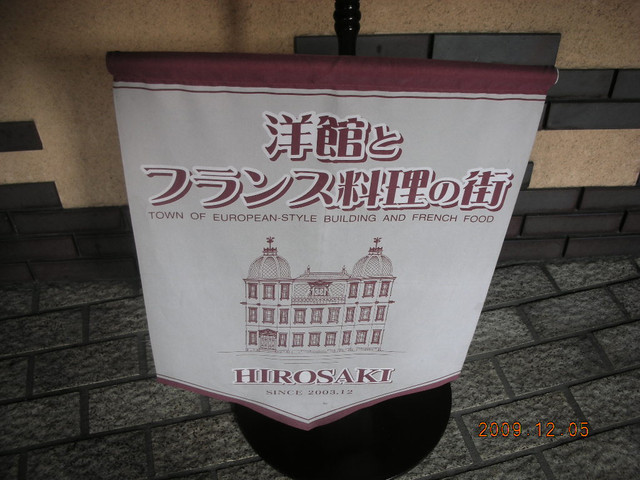 洋館と
フランス料理の街
TOWN OF EUROPEAN-STYLE BUILDING AND FRENCH FOOD
HIROSAKI
SINCE 2003.12
2009.12.05